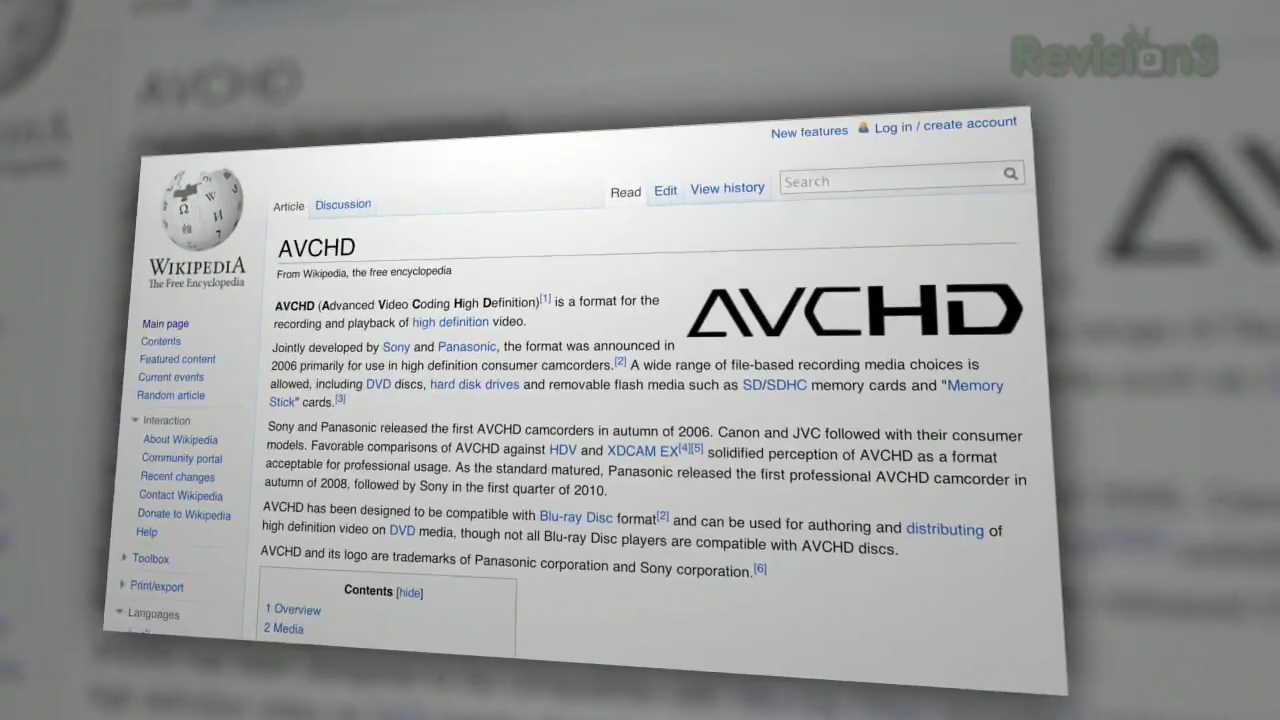 Revision3
AVCHD
New features Log in / create account
Article Discussion Read Edit View history Search
WIKIPEDIA
The Free Encyclopedia
AVCHD
From Wikipedia, the free encyclopedia
AVCHD
AVCHD (Advanced Video Coding High Definition)[1] is a format for the
recording and playback of high definition video.
Jointly developed by Sony and Panasonic, the format was announced in
2006 primarily for use in high definition consumer camcorders.[2] A wide range of file-based recording media choices is
allowed, including DVD discs, hard disk drives and removable flash media such as SD/SDHC memory cards and "Memory
Stick" cards.[3]
Sony and Panasonic released the first AVCHD camcorders in autumn of 2006. Canon and JVC followed with their consumer
models. Favorable comparisons of AVCHD against HDV and XDCAM EX[4][5] solidified perception of AVCHD as a format
acceptable for professional usage. As the standard matured, Panasonic released the first professional AVCHD camcorder in
autumn of 2008, followed by Sony in the first quarter of 2010.
AVCHD has been designed to be compatible with Blu-ray Disc format[2] and can be used for authoring and distributing of
high definition video on DVD media, though not all Blu-ray Disc players are compatible with AVCHD discs.
AVCHD and its logo are trademarks of Panasonic corporation and Sony corporation.[6]
Contents [hide]
1 Overview
2 Media
Main page
Contents
Featured content
Current events
Random article
Interaction
About Wikipedia
Community portal
Recent changes
Contact Wikipedia
Donate to Wikipedia
Help
Toolbox
Print/export
Languages